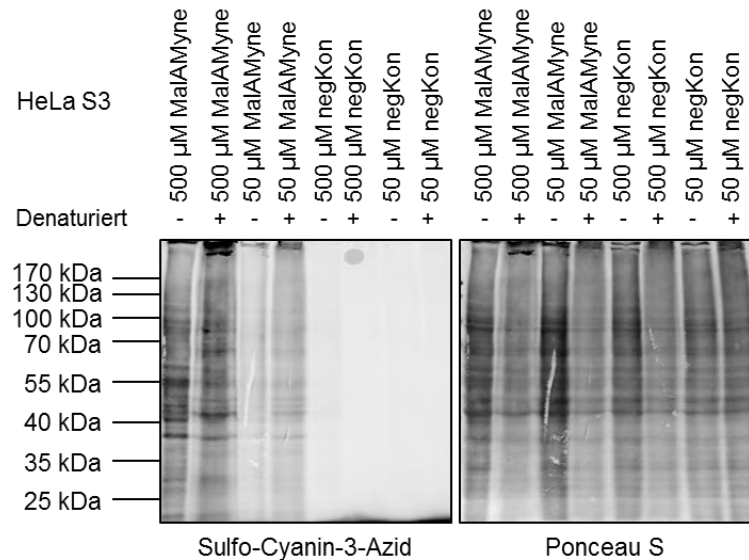 HeLa S3
500 µM MalAMyne
500 µM MalAMyne
50 µM MalAMyne
50 µM MalAMyne
500 µM negKon
500 µM negKon
50 µM negKon
50 µM negKon
500 µM MalAMyne
500 µM MalAMyne
50 µM MalAMyne
50 µM MalAMyne
500 µM negKon
500 µM negKon
50 µM negKon
50 µM negKon
Denaturiert - + - + - + - + - + - + - + - +
170 kDa
130 kDa
100 kDa
70 kDa
55 kDa
40 kDa
35 kDa
25 kDa
Sulfo-Cyanin-3-Azid Ponceau S